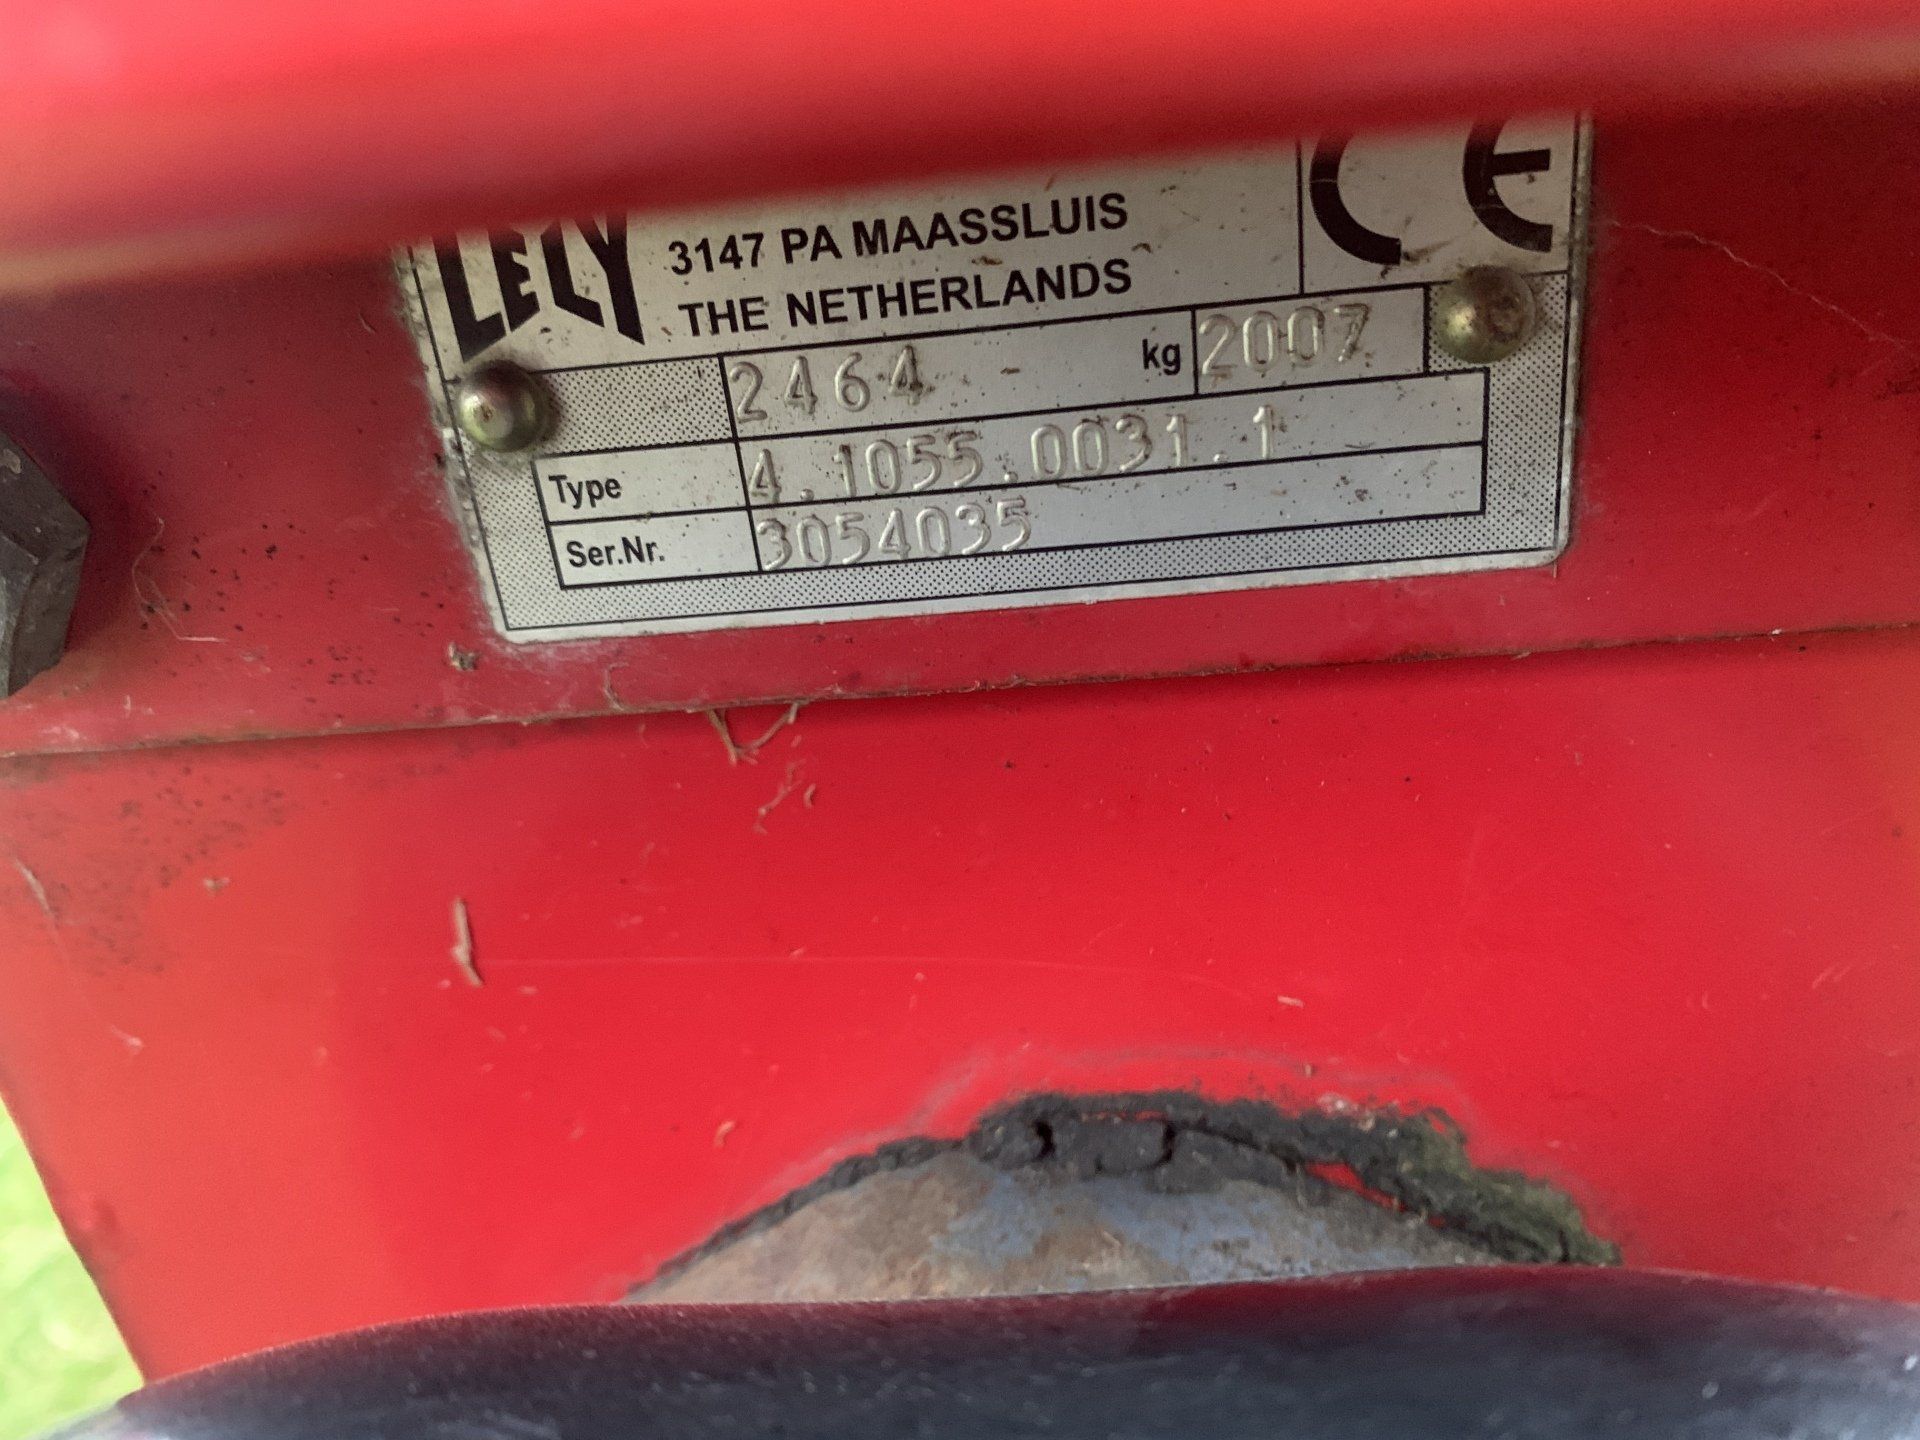 LELY
3147 PA MAASSLUIS
THE NETHERLANDS
CE
2464 kg 2007
Type 4.1055.0031.1
Ser.Nr. 3054035